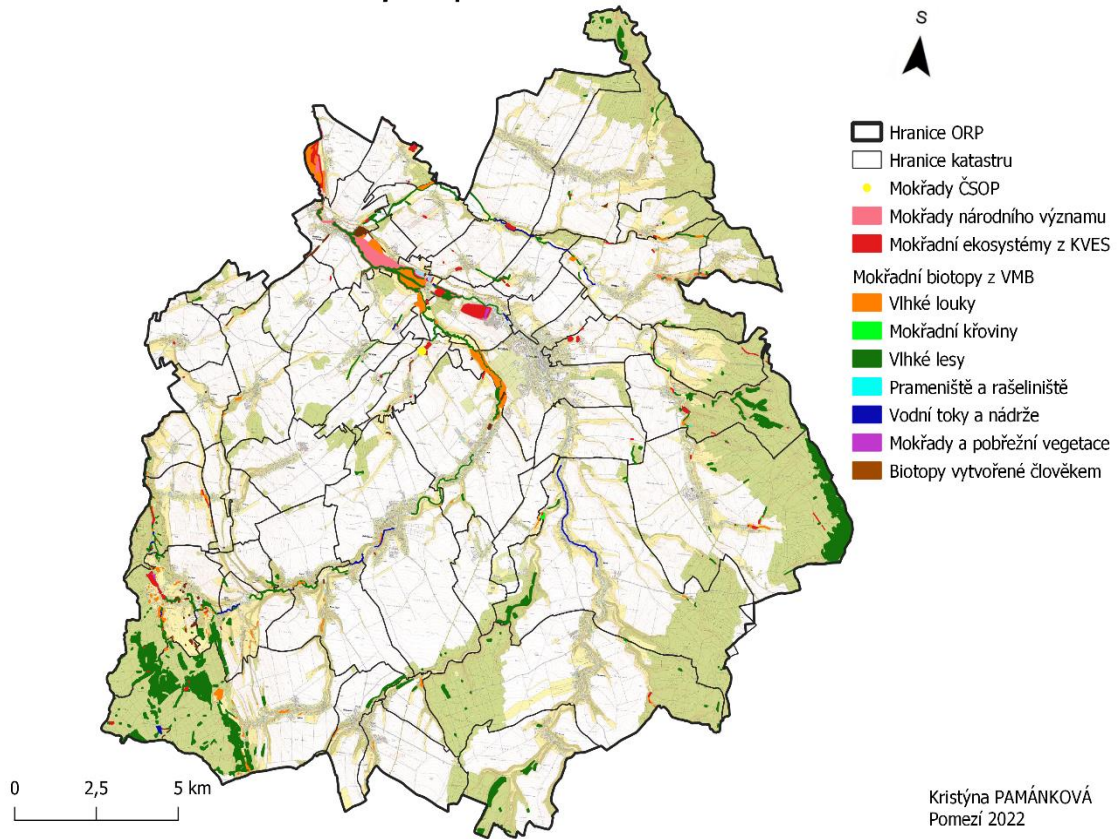 S
Hranice ORP
Hranice katastru
Mokřady ČSOP
Mokřady národního významu
Mokřadní ekosystémy z KVES
Mokřadní biotopy z VMB
Vlhké louky
Mokřadní křoviny
Vlhké lesy
Prameniště a rašeliniště
Vodní toky a nádrže
Mokřady a pobřežní vegetace
Biotopy vytvořené člověkem
0 2,5 5 km
Kristýna PAMÁNKOVÁ
Pomezí 2022